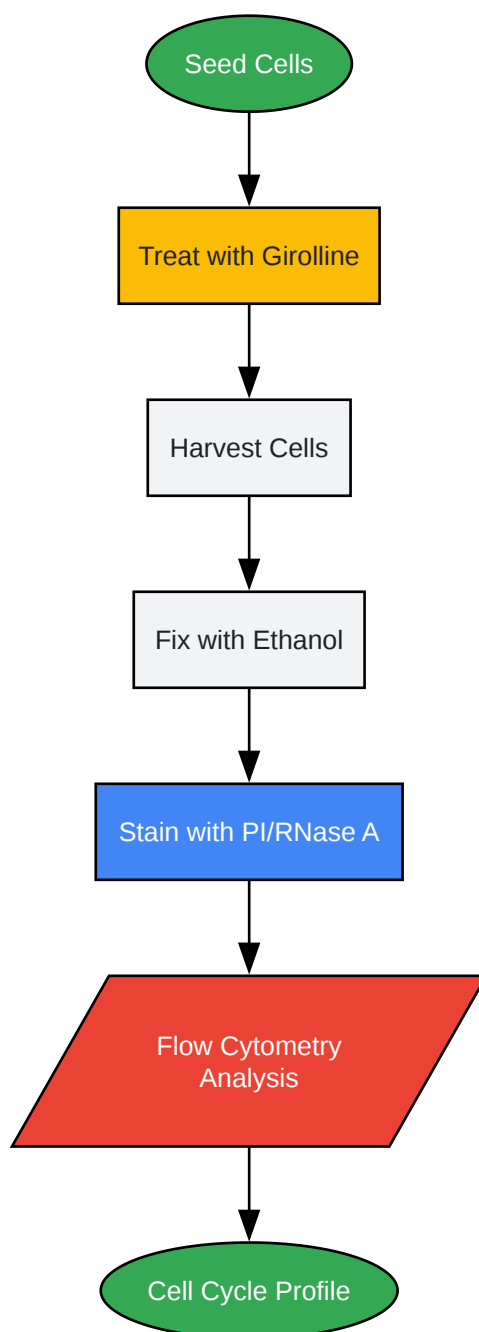 Seed Cells
Treat with Girolline
Harvest Cells
Fix with Ethanol
Stain with PI/RNase A
Flow Cytometry
Analysis
Cell Cycle Profile